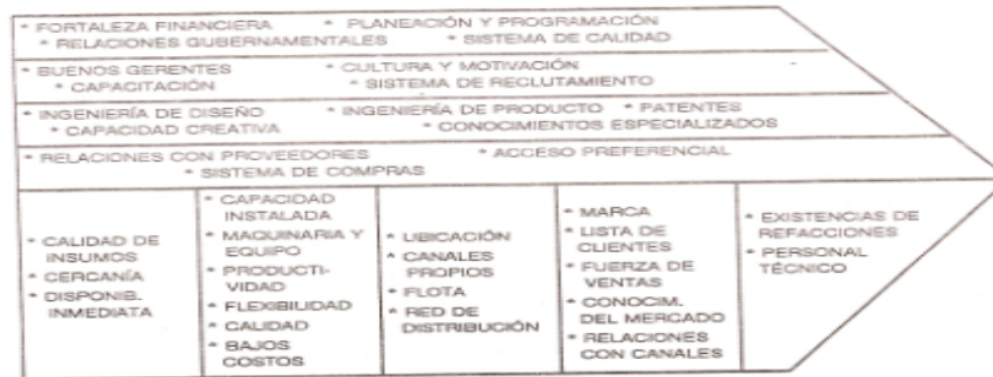 * FORTALEZA FINANCIERA * PLANEACIÓN Y PROGRAMACIÓN
* RELACIONES GUBERNAMENTALES * SISTEMA DE CALIDAD
* BUENOS GERENTES * CULTURA Y MOTIVACIÓN
* CAPACITACIÓN * SISTEMA DE RECLUTAMIENTO
* INGENIERÍA DE DISEÑO * INGENIERÍA DE PRODUCTO * PATENTES
* CAPACIDAD CREATIVA * CONOCIMIENTOS ESPECIALIZADOS
* RELACIONES CON PROVEEDORES * ACCESO PREFERENCIAL
* SISTEMA DE COMPRAS
* CALIDAD DE
INSUMOS
* CERCANÍA
* DISPONIB.
INMEDIATA
* CAPACIDAD
INSTALADA
* MAQUINARIA Y
EQUIPO
* PRODUCTI-
VIDAD
* FLEXIBILIDAD
* CALIDAD
* BAJOS
COSTOS
* UBICACIÓN
* CANALES
PROPIOS
* FLOTA
* RED DE
DISTRIBUCIÓN
* MARCA
* LISTA DE
CLIENTES
* FUERZA DE
VENTAS
* CONOCIM.
DEL MERCADO
* RELACIONES
CON CANALES
* EXISTENCIAS DE
REFACCIONES
* PERSONAL
TÉCNICO